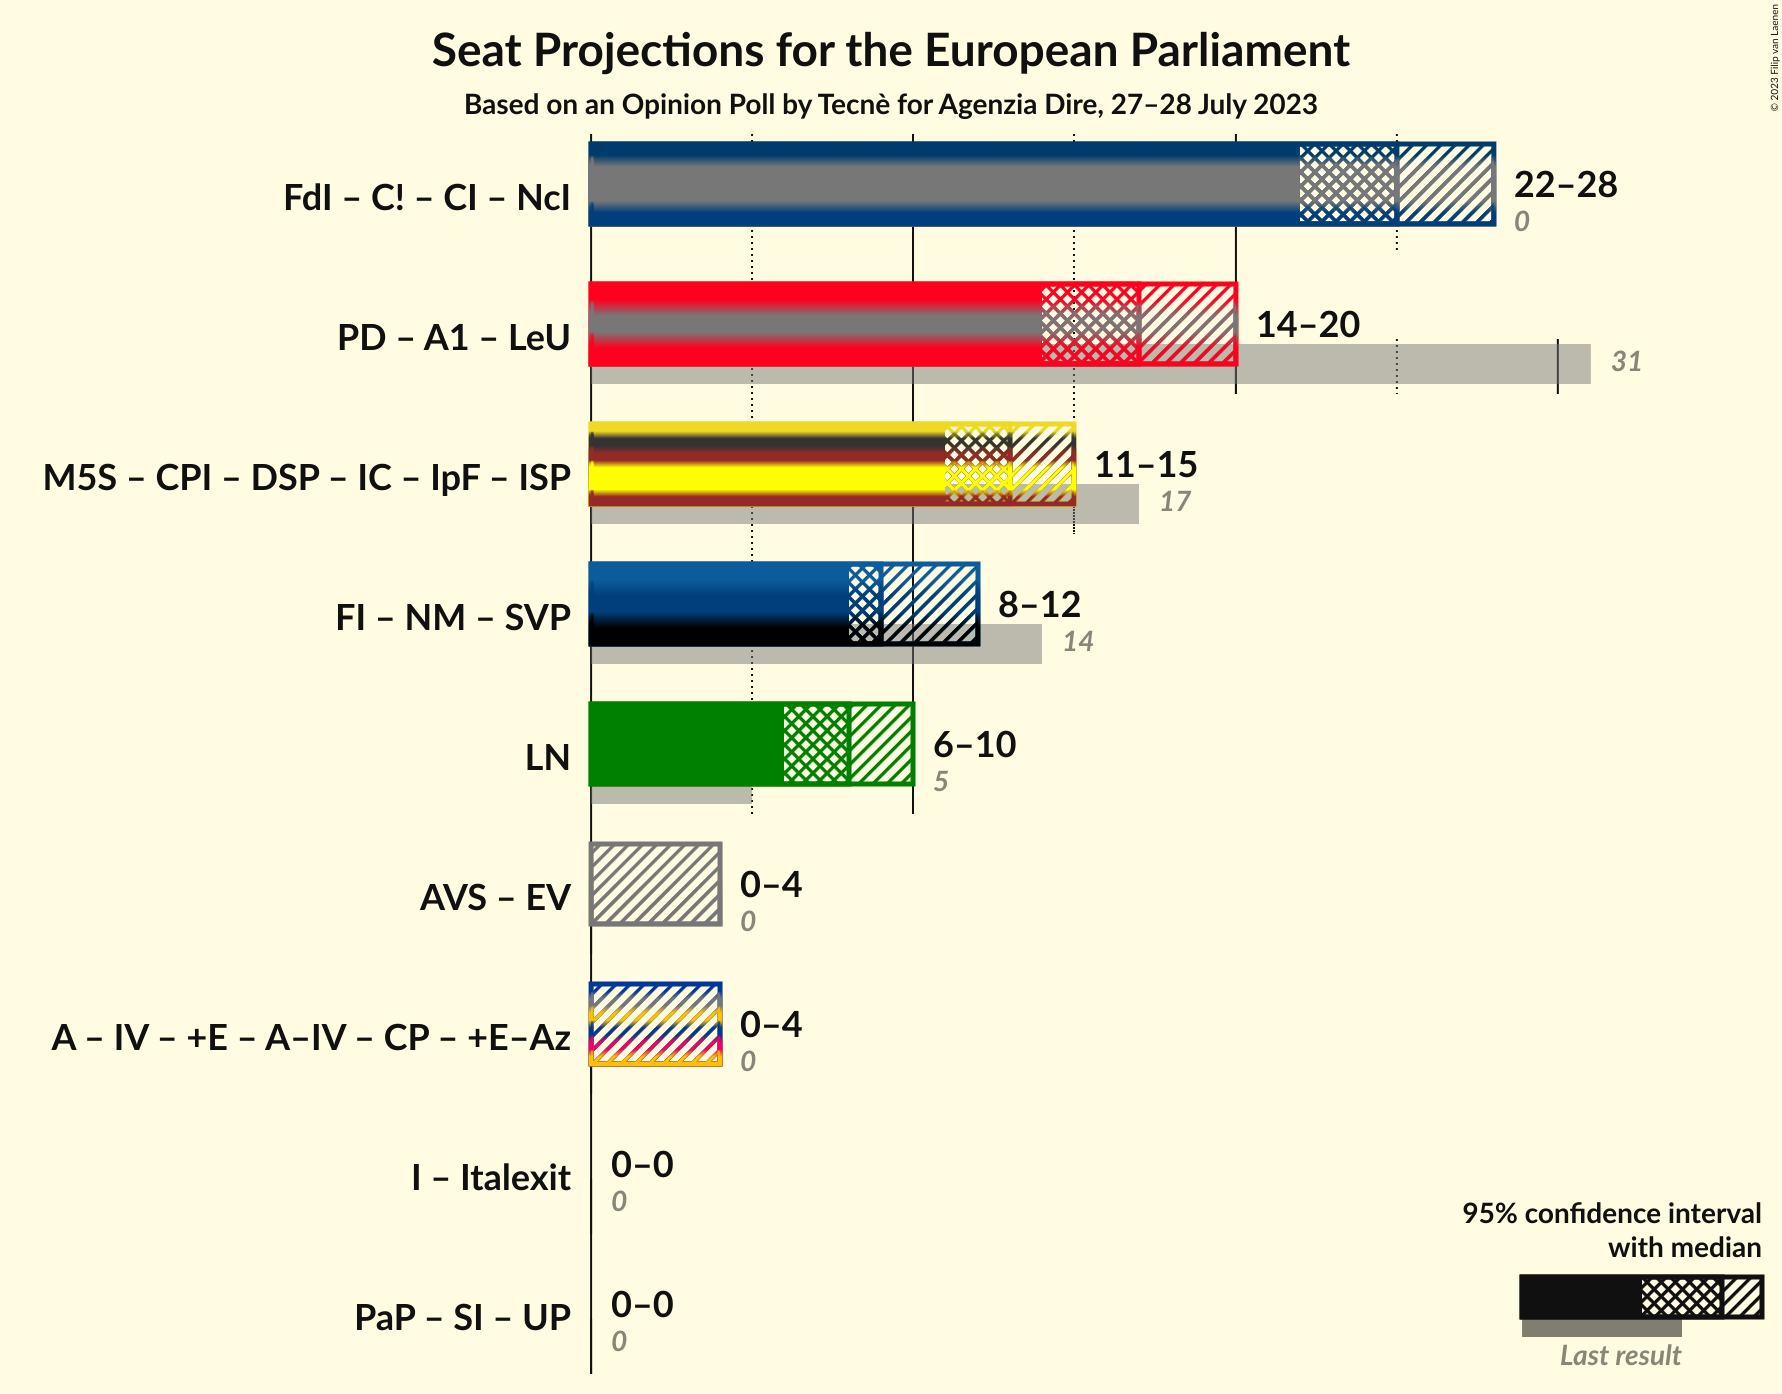 Seat Projections for the European Parliament
Based on an Opinion Poll by Tecnè for Agenzia Dire, 27–28 July 2023
© 2023 Filip van Laenen
FdI – C! – CI – NcI
22–28
0
PD – A1 – LeU
14–20
31
M5S – CPI – DSP – IC – IpF – ISP
11–15
17
FI – NM – SVP
8–12
14
LN
6–10
5
AVS – EV
0–4
0
A – IV – +E – A–IV – CP – +E–Az
0–4
0
I – Italexit
0–0
0
PaP – SI – UP
0–0
0
95% confidence interval
with median
Last result